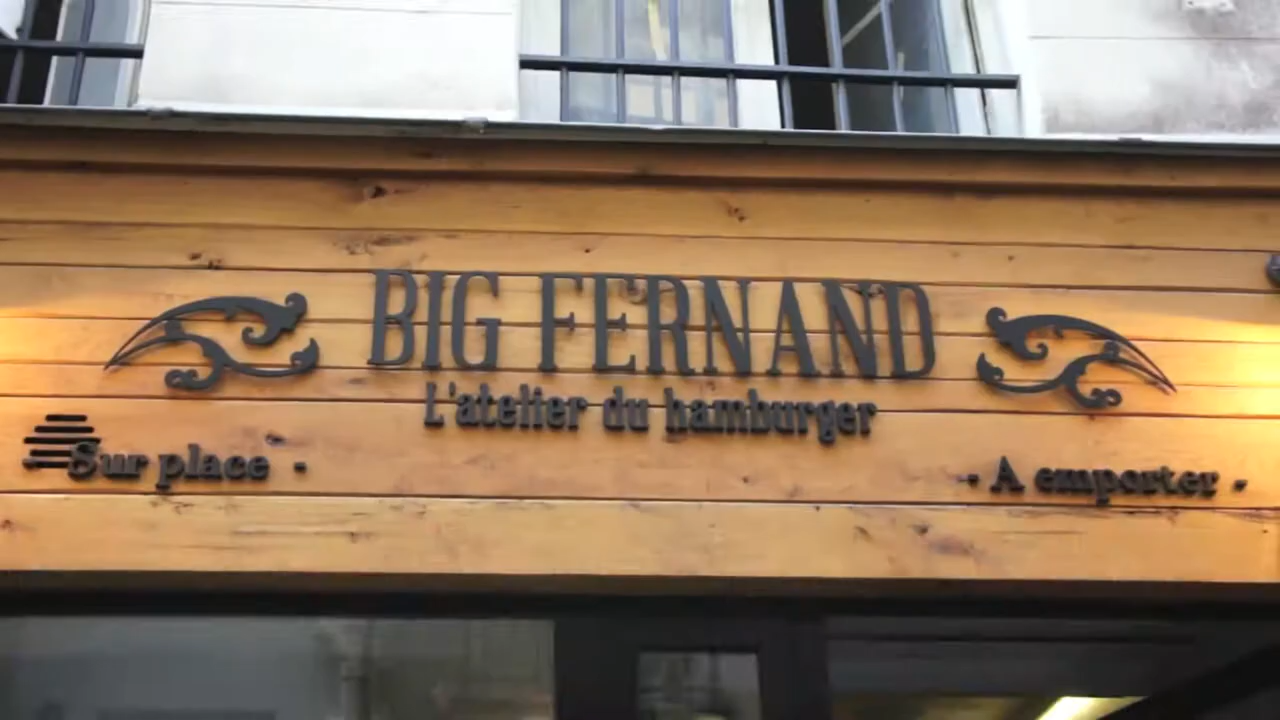 BIG FERNAND
L'atelier du hamburger
Sur place -
- A emporter -